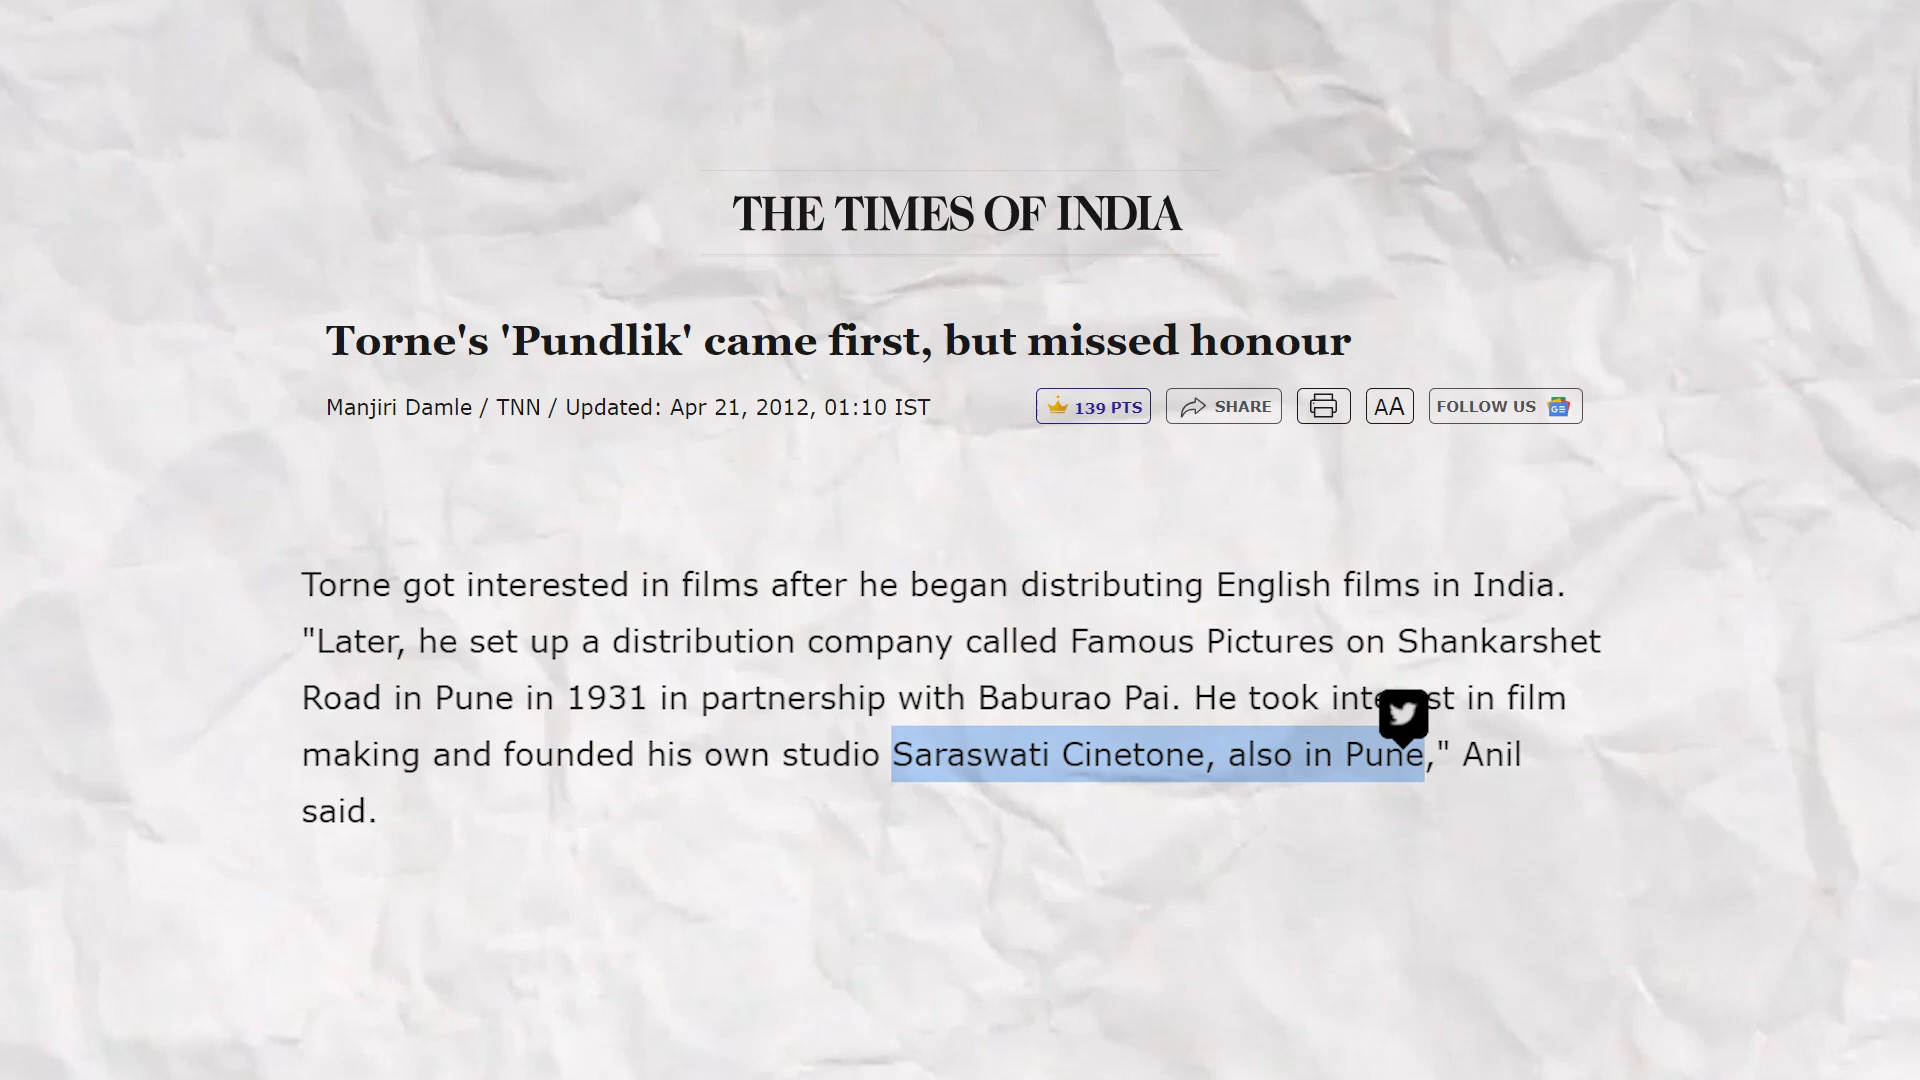 THE TIMES OF INDIA
Torne's 'Pundlik' came first, but missed honour
Manjiri Damle / TNN / Updated: Apr 21, 2012, 01:10 IST
139 PTS
SHARE
AA
FOLLOW US
GE
Torne got interested in films after he began distributing English films in India.
"Later, he set up a distribution company called Famous Pictures on Shankarshet
Road in Pune in 1931 in partnership with Baburao Pai. He took interest in film
making and founded his own studio Saraswati Cinetone, also in Pune," Anil
said.